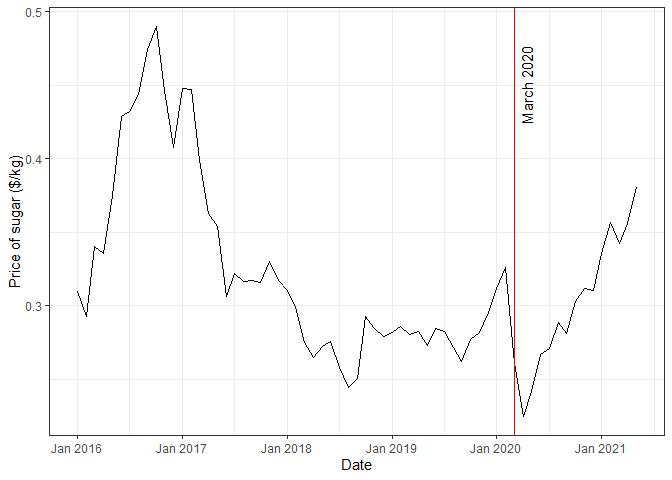 0.5
0.4
0.3
Price of sugar ($/kg)
March 2020
Jan 2016
Jan 2017
Jan 2018
Jan 2019
Jan 2020
Jan 2021
Date